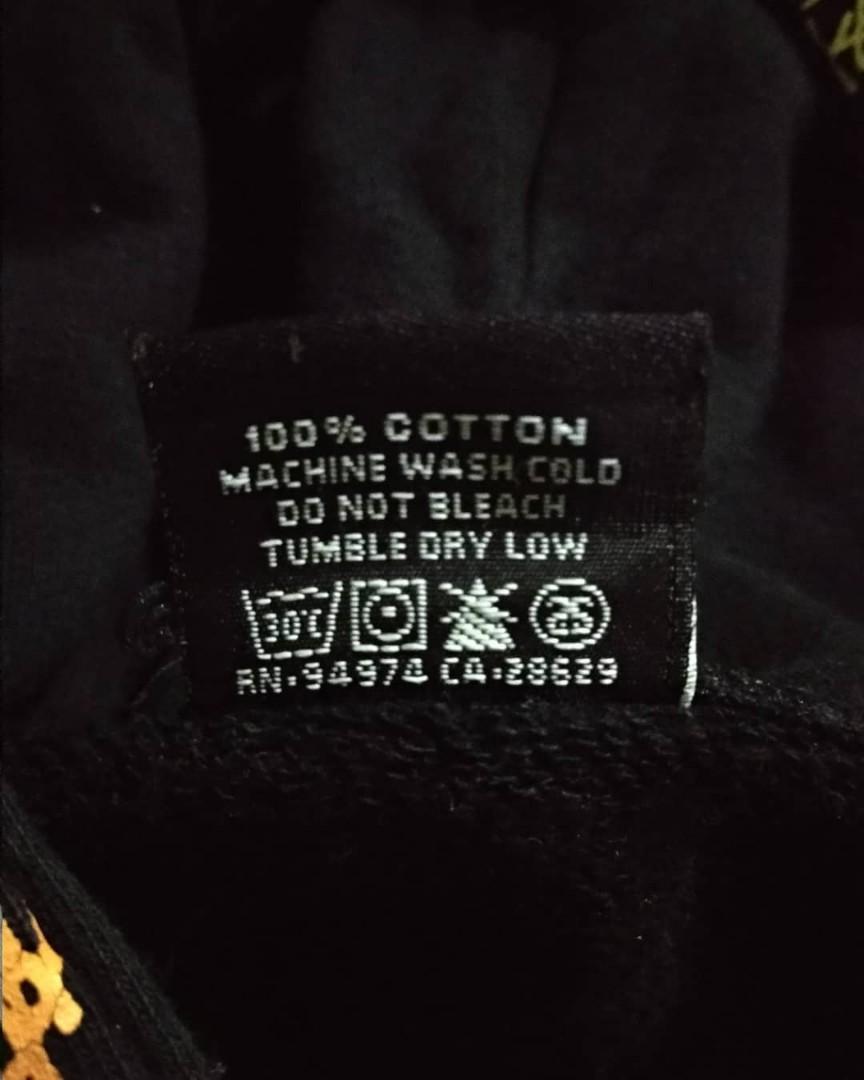 100% COTTON
MACHINE WASH COLD
DO NOT BLEACH
TUMBLE DRY LOW
30℃
RN:94974 CA:28629